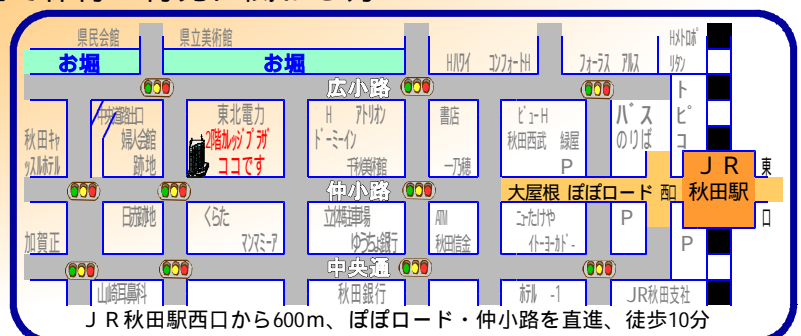 県民会館 県立美術館 Hメトロポ
お堀 お堀 Hハワイ コンフォートH フォーラス アルス リタン
広小路
中央道路出口 東北電力 H アトリオン 書店 ビューH バス トピコ
秋田キャ 婦人会館 2階カレッジプラザ ドーミーイン 秋田西武 緑屋 のりば
ッスルホテル 跡地 ココです 千秋美術館 一乃穂 P
JR 東口
仲小路 大屋根 ぽぽロード 西口 秋田駅
日赤跡地 くらた 立体駐車場 ATM ニューたけや P
加賀正 マンマミーア ゆうちょ銀行 秋田信金 イトーヨーカドー P
中央通
山崎耳鼻科 秋田銀行 ホテル -1 JR秋田支社
JR秋田駅西口から600m、ぽぽロード・仲小路を直進、徒歩10分